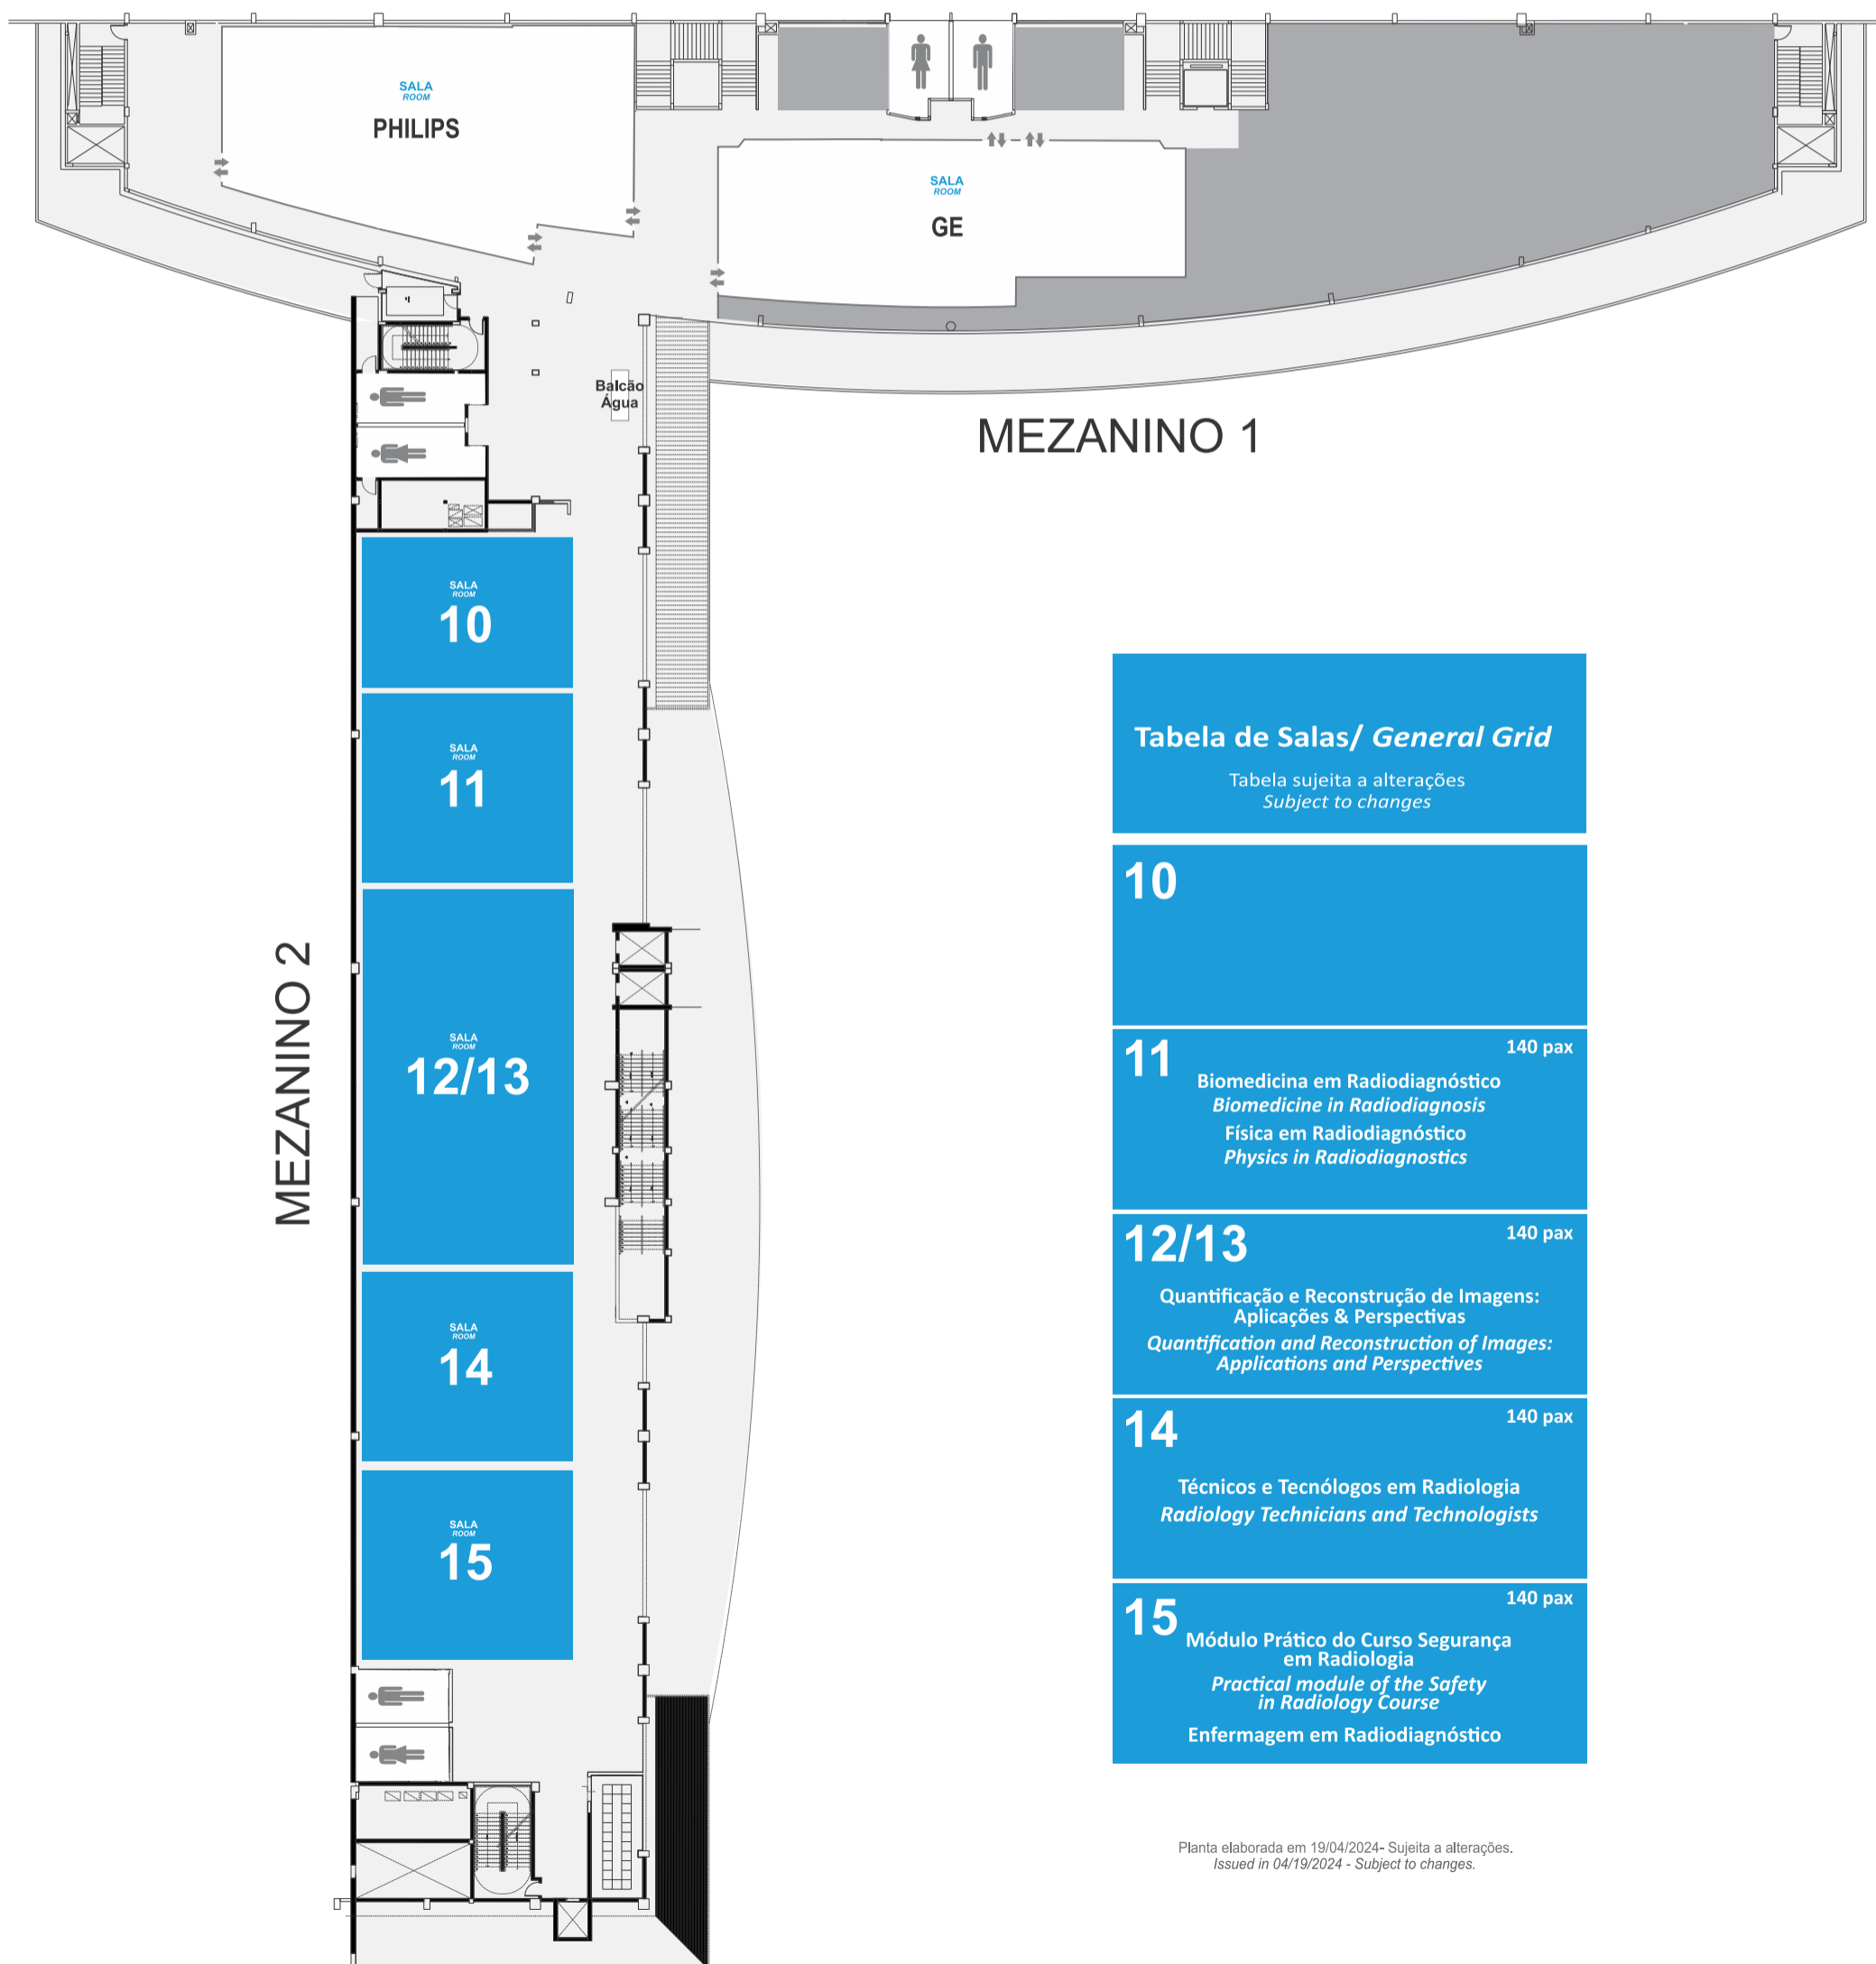 SALA
ROOM
PHILIPS
SALA
ROOM
GE
Balcão
Água
MEZANINO 1
MEZANINO 2
SALA
ROOM
10
SALA
ROOM
11
SALA
ROOM
12/13
SALA
ROOM
14
SALA
ROOM
15
Tabela de Salas/ General Grid
Tabela sujeita a alterações
Subject to changes
10
11
140 pax
Biomedicina em Radiodiagnóstico
Biomedicine in Radiodiagnosis
Física em Radiodiagnóstico
Physics in Radiodiagnostics
12/13
140 pax
Quantificação e Reconstrução de Imagens:
Aplicações & Perspectivas
Quantification and Reconstruction of Images:
Applications and Perspectives
14
140 pax
Técnicos e Tecnólogos em Radiologia
Radiology Technicians and Technologists
15
140 pax
Módulo Prático do Curso Segurança
em Radiologia
Practical module of the Safety
in Radiology Course
Enfermagem em Radiodiagnóstico
Planta elaborada em 19/04/2024- Sujeita a alterações.
Issued in 04/19/2024 - Subject to changes.